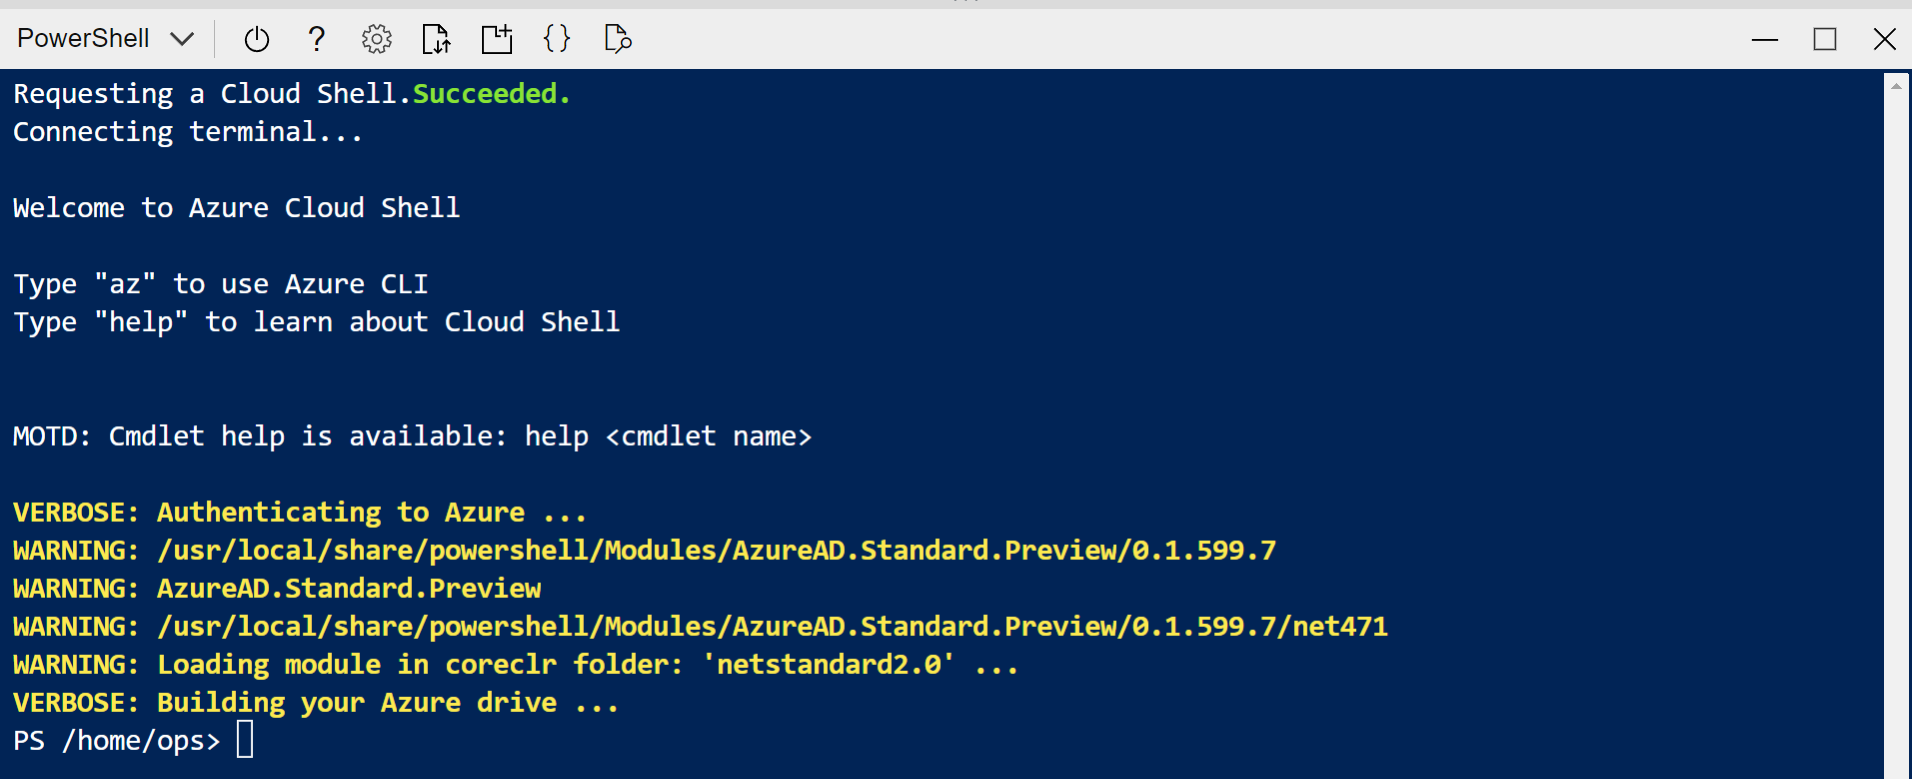 PowerShell
Requesting a Cloud Shell.Succeeded.
Connecting terminal...
Welcome to Azure Cloud Shell
Type "az" to use Azure CLI
Type "help" to learn about Cloud Shell
MOTD: Cmdlet help is available: help <cmdlet name>
VERBOSE: Authenticating to Azure ...
WARNING: /usr/local/share/powershell/Modules/AzureAD.Standard.Preview/0.1.599.7
WARNING: AzureAD.Standard.Preview
WARNING: /usr/local/share/powershell/Modules/AzureAD.Standard.Preview/0.1.599.7/net471
WARNING: Loading module in coreclr folder: 'netstandard2.0' ...
VERBOSE: Building your Azure drive ...
PS /home/ops>